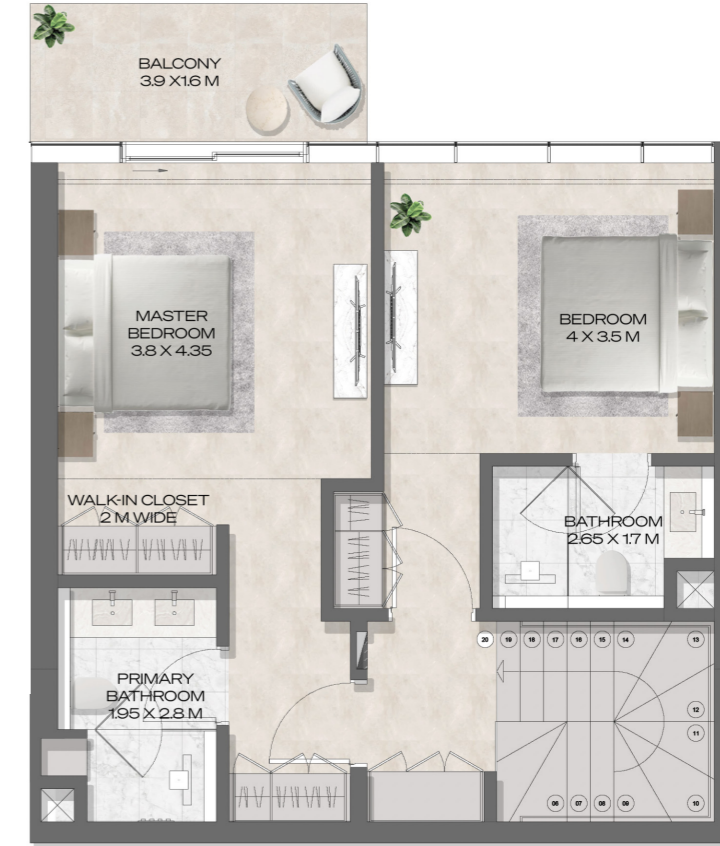 BALCONY
3.9 X1.6 M
MASTER
BEDROOM
3.8 X 4.35
BEDROOM
4 X 3.5 M
WALK-IN CLOSET
2 M WIDE
BATHROOM
2.65 X 1.7 M
20 19 18 17 16 15 14 13
PRIMARY
BATHROOM
1.95 X 2.8 M
12
11
06 07 08 09 10